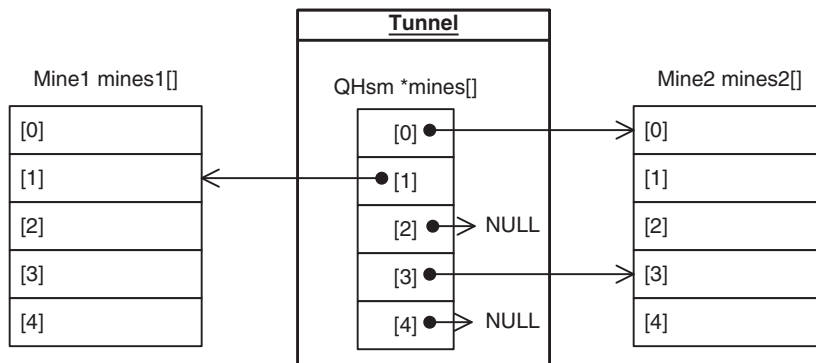 Tunnel
Mine1 mines1[]
QHsm *mines[]
Mine2 mines2[]
[0]
[0]
[0]
[1]
[1]
[1]
[2]
[2]
NULL
[2]
[3]
[3]
[3]
[4]
[4]
NULL
[4]